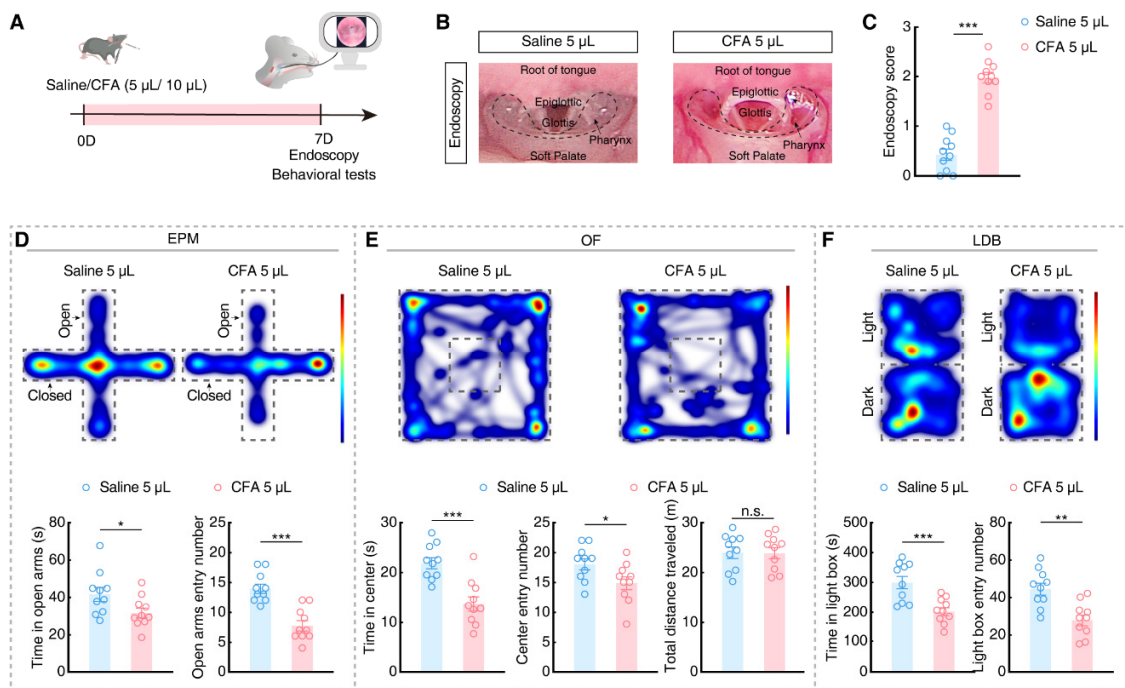 A
Saline/CFA (5 μL/ 10 μL)
0D
7D
Endoscopy
Behavioral tests
B
Saline 5 μL
CFA 5 μL
Endoscopy
Root of tongue
Epiglottic
Glottis
Pharynx
Soft Palate
Root of tongue
Epiglottic
Glottis
Pharynx
Soft Palate
C
Saline 5 μL
CFA 5 μL
Endoscopy score
3
2
1
0
***
D
EPM
Saline 5 μL
CFA 5 μL
Open
Closed
Open
Closed
Saline 5 μL
CFA 5 μL
Time in open arms (s)
80
60
40
20
0
*
Open arms entry number
25
20
15
10
5
0
***
E
OF
Saline 5 μL
CFA 5 μL
Saline 5 μL
CFA 5 μL
Time in center (s)
30
20
10
0
***
Center entry number
25
20
15
10
5
0
*
Total distance traveled (m)
30
20
10
0
n.s.
F
LDB
Saline 5 μL
CFA 5 μL
Light
Dark
Light
Dark
Saline 5 μL
CFA 5 μL
Time in light box (s)
500
400
300
200
100
0
***
Light box entry number
80
60
40
20
0
**